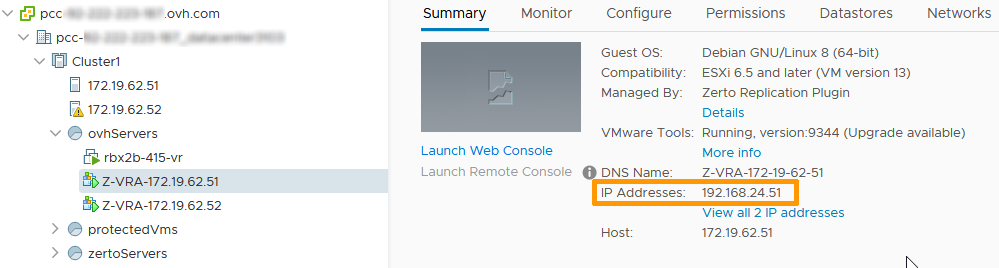 pcc- .ovh.com
pcc-
Cluster1
172.19.62.51
172.19.62.52
ovhServers
rbx2b-415-vr
Z-VRA-172.19.62.51
Z-VRA-172.19.62.52
protectedVms
zertoServers
Summary Monitor Configure Permissions Datastores Networks
Launch Web Console
Launch Remote Console
Guest OS: Debian GNU/Linux 8 (64-bit)
Compatibility: ESXi 6.5 and later (VM version 13)
Managed By: Zerto Replication Plugin
Details
VMware Tools: Running, version:9344 (Upgrade available)
More info
DNS Name: Z-VRA-172-19-62-51
IP Addresses: 192.168.24.51
View all 2 IP addresses
Host: 172.19.62.51